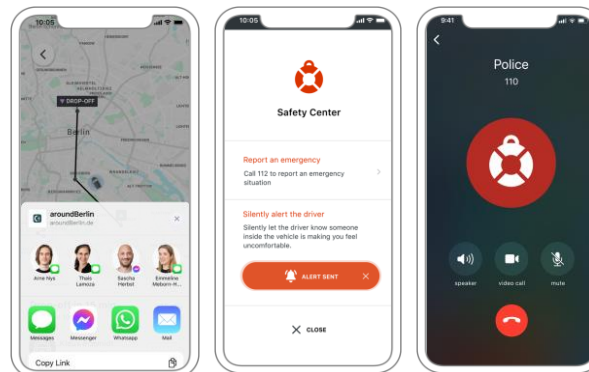 10:05
DROP-OFF
Berlin
aroundBerlin
aroundBerlin.de
Arne Nys
Thais Lamoza
Sascha Herbst
Emmeline Meborn-H...
Messages
Messenger
Whatsapp
Mail
Copy Link
10:05
Safety Center
Report an emergency
Call 112 to report an emergency
situation
Silently alert the driver
Silently let the driver know someone
inside the vehicle is making you feel
uncomfortable.
ALERT SENT
CLOSE
9:41
Police
110
speaker
video call
mute